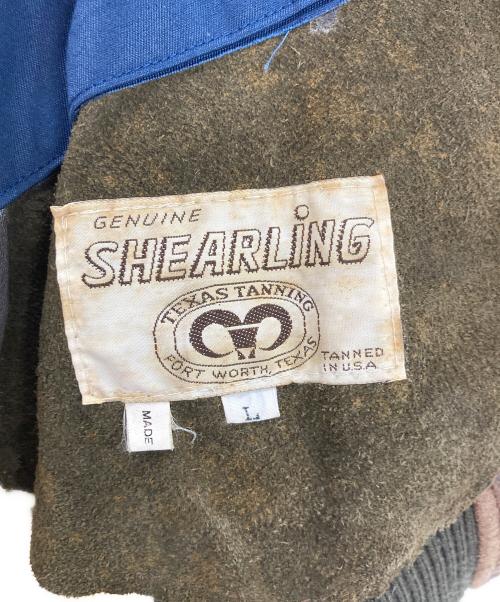 GENUINE
SHEARLING
TEXAS TANNING
FORT WORTH, TEXAS
TANNED
IN U.S.A
MADE
L